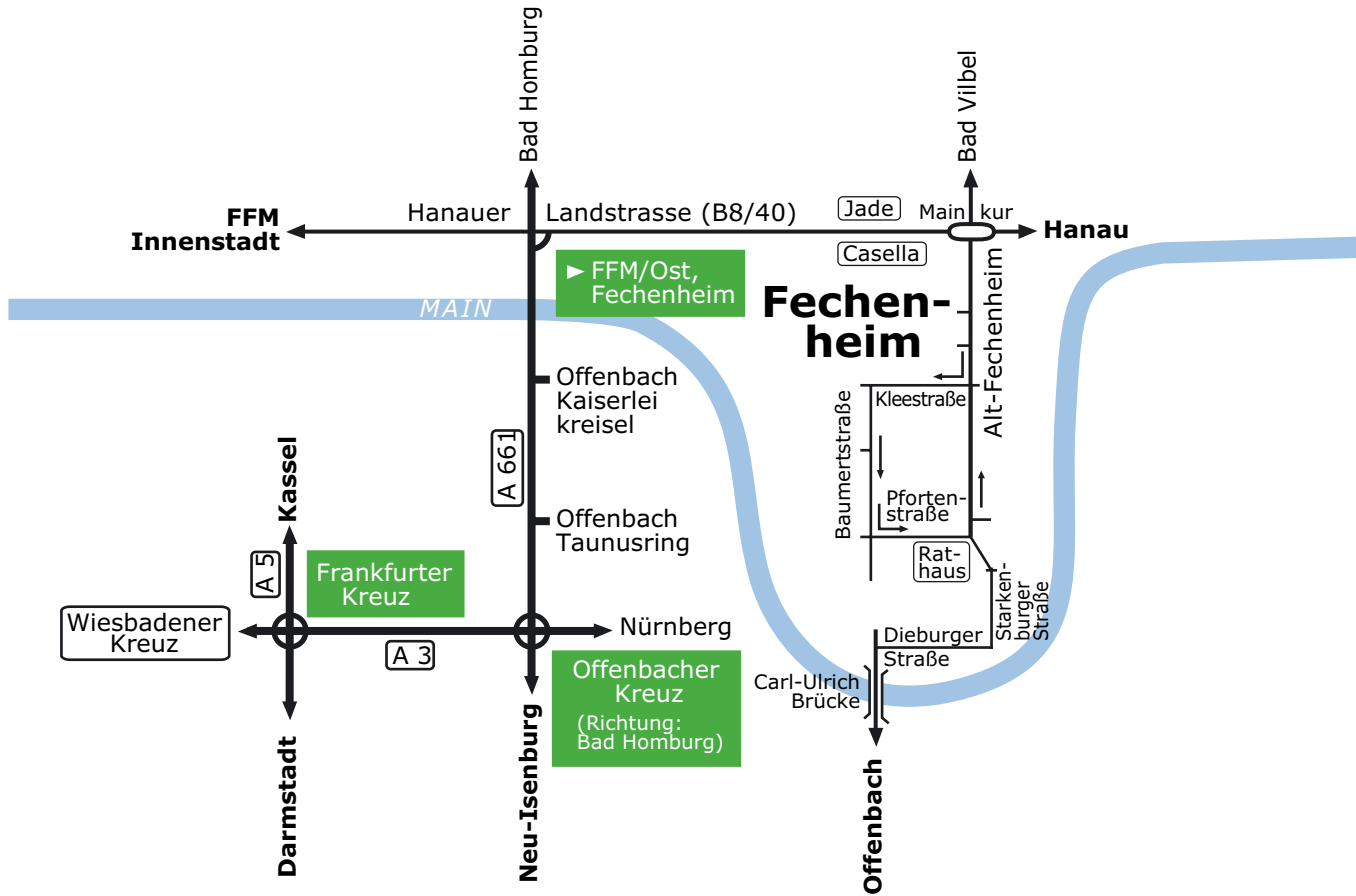 Bad Homburg
Bad Vilbel
FFM
Innenstadt
Hanauer
Landstrasse (B8/40)
Jade
Main kur
Hanau
Casella
► FFM/Ost,
Fechenheim
MAIN
Fechen-
heim
Alt-Fechenheim
Offenbach
Kaiserlei
kreisel
Kleestraße
Baumertstraße
A 661
Kassel
Pforten-
straße
Offenbach
Taunusring
A 5
Frankfurter
Kreuz
Rat-
haus
Starken-
burger
Straße
Wiesbadener
Kreuz
A 3
Nürnberg
Dieburger
Straße
Offenbacher
Kreuz
(Richtung:
Bad Homburg)
Carl-Ulrich
Brücke
Darmstadt
Neu-Isenburg
Offenbach